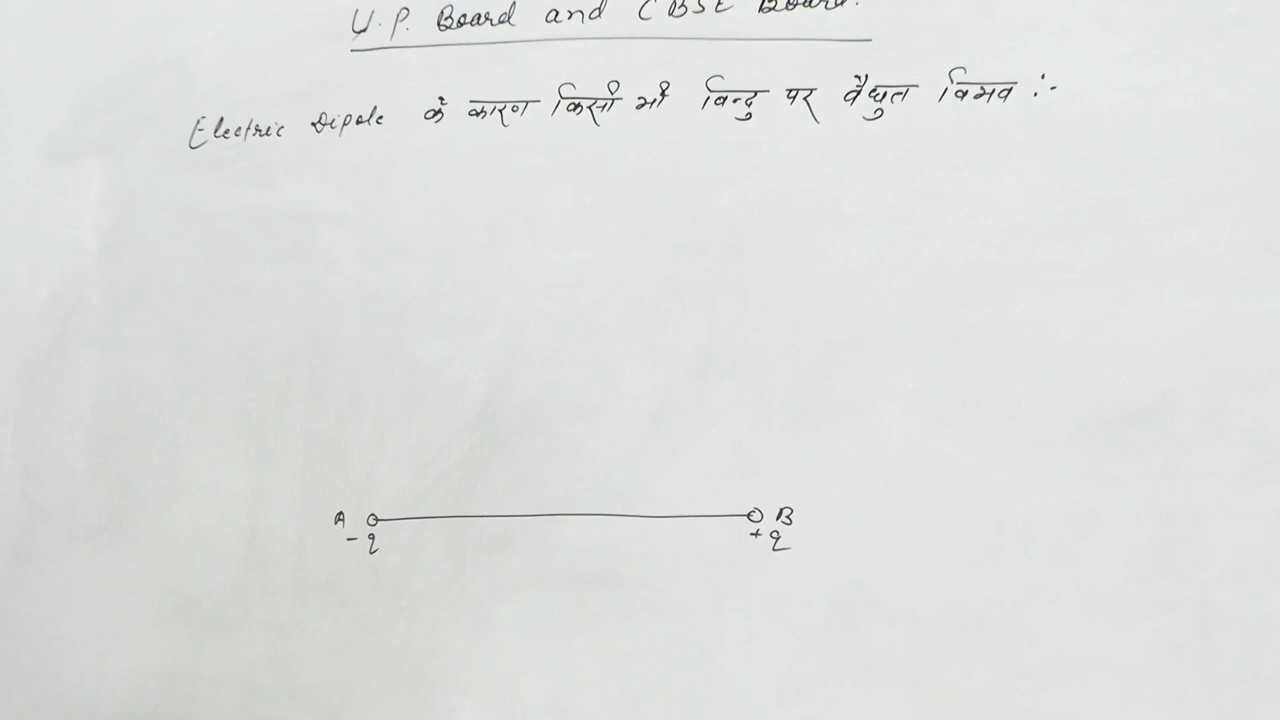 U.P. Board and CBSE Board.
Electric Dipole के कारण किसी भी विन्दु पर वैधुत विभव :-
A B
-q +q